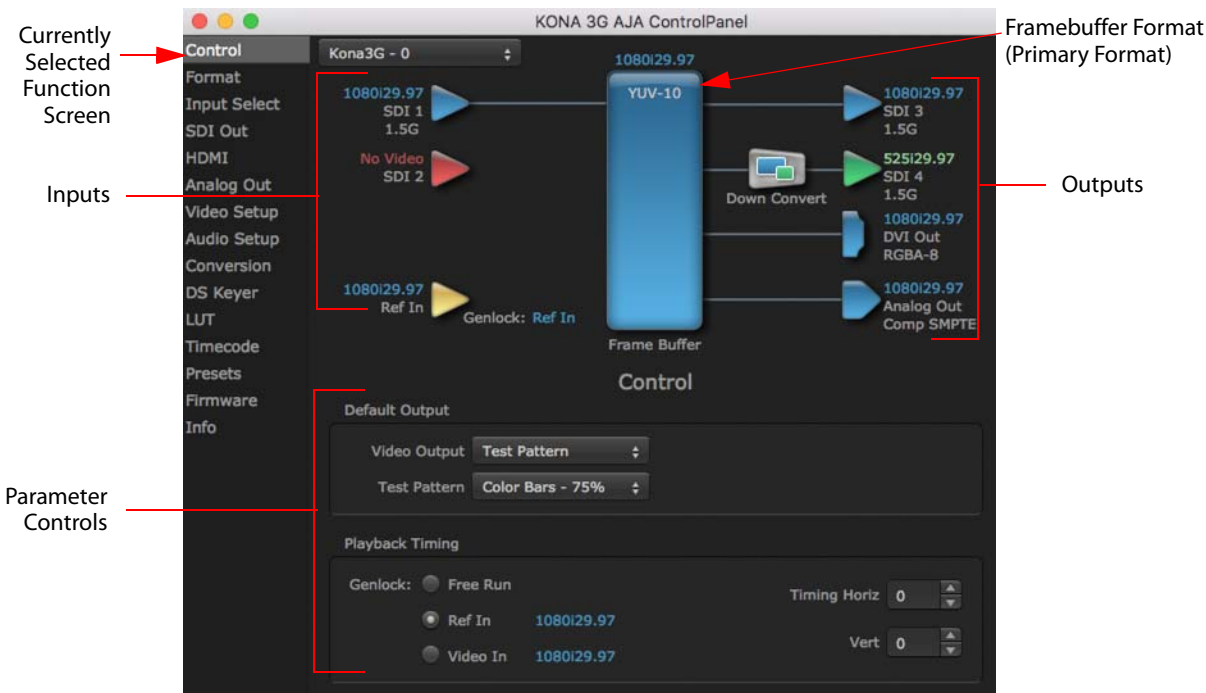 KONA 3G AJA ControlPanel
Currently
Selected
Function
Screen
Framebuffer Format
(Primary Format)
Inputs
Outputs
Parameter
Controls
Control
Format
Input Select
SDI Out
HDMI
Analog Out
Video Setup
Audio Setup
Conversion
DS Keyer
LUT
Timecode
Presets
Firmware
Info
Kona3G - 0
1080i29.97
SDI 1
1.5G
No Video
SDI 2
1080i29.97
Ref In
Genlock: Ref In
1080i29.97
YUV-10
Frame Buffer
1080i29.97
SDI 3
1.5G
Down Convert
525i29.97
SDI 4
1.5G
1080i29.97
DVI Out
RGBA-8
1080i29.97
Analog Out
Comp SMPTE
Control
Default Output
Video Output Test Pattern
Test Pattern Color Bars - 75%
Playback Timing
Genlock: Free Run
Ref In 1080i29.97
Video In 1080i29.97
Timing Horiz 0
Vert 0